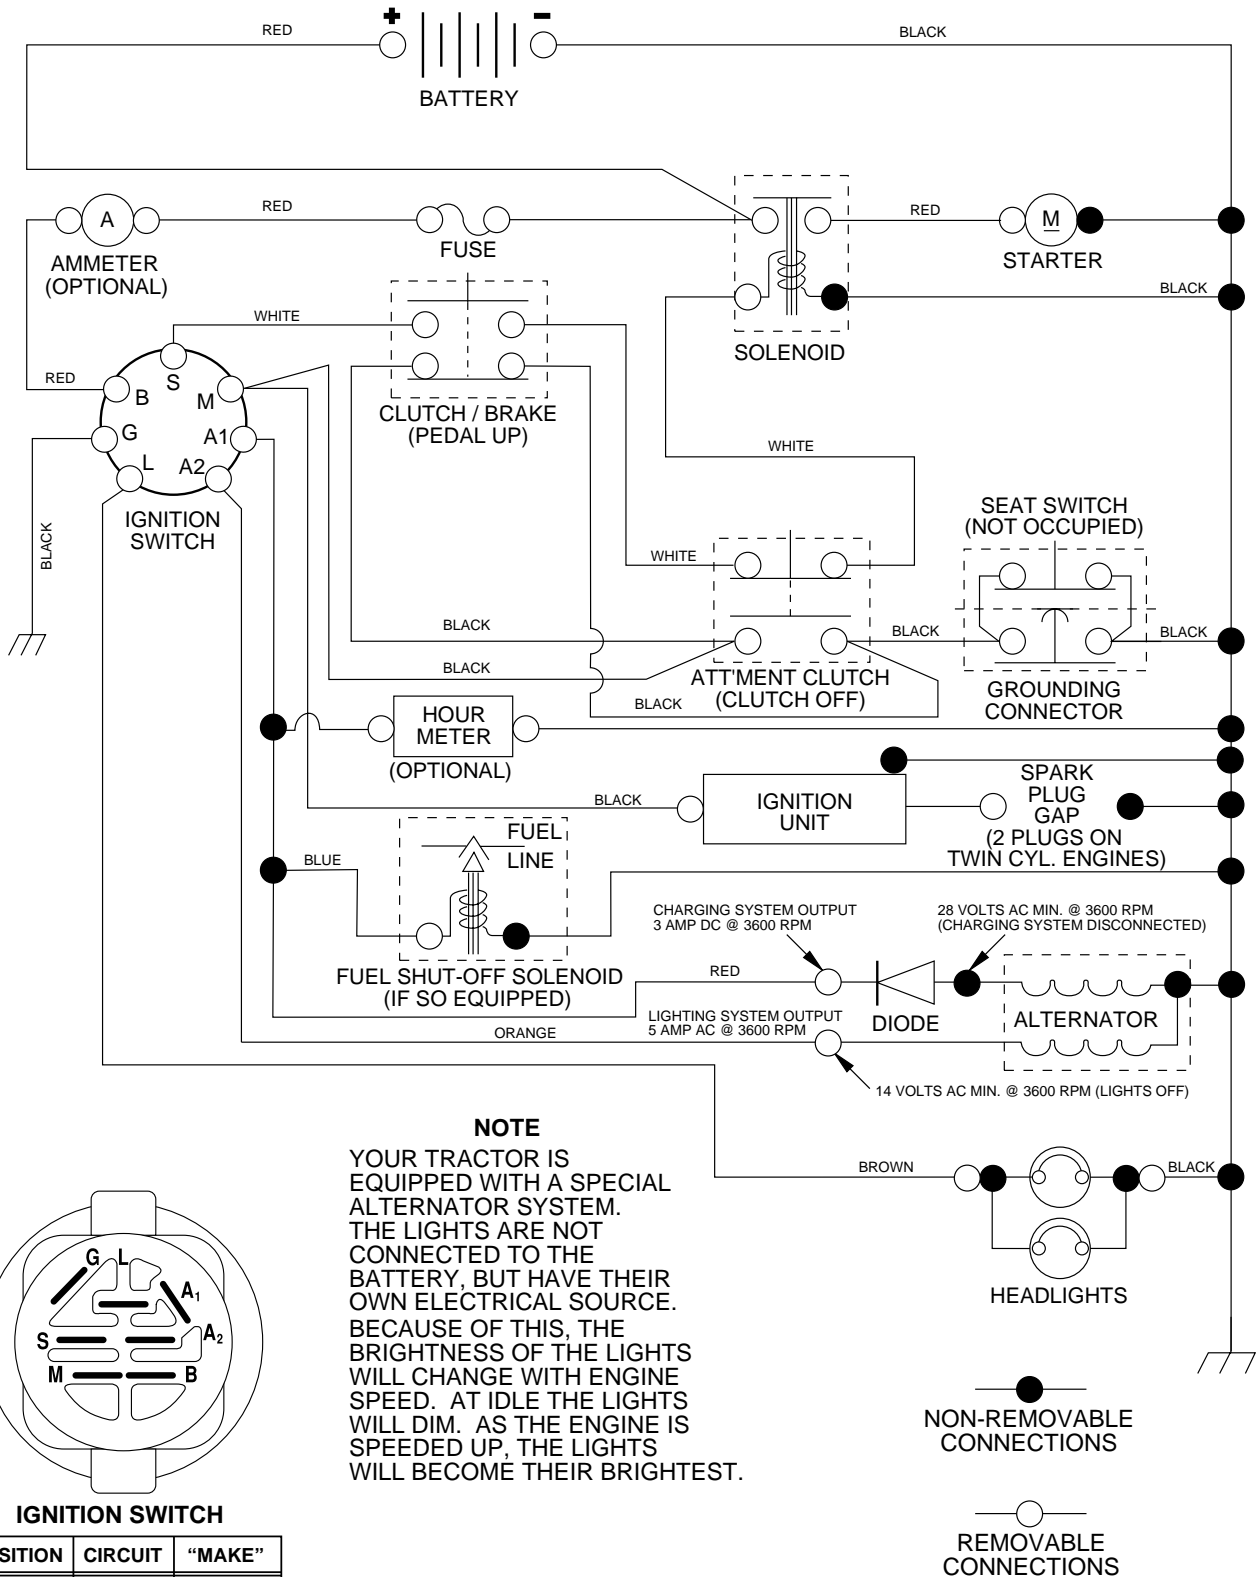 + −
RED
BLACK
BATTERY
A
RED
RED
M
AMMETER
(OPTIONAL)
FUSE
STARTER
BLACK
WHITE
SOLENOID
RED
S
B
M
CLUTCH / BRAKE
(PEDAL UP)
G
A1
L
A2
WHITE
IGNITION
SWITCH
BLACK
SEAT SWITCH
(NOT OCCUPIED)
WHITE
BLACK
BLACK
BLACK
BLACK
ATT'MENT CLUTCH
(CLUTCH OFF)
GROUNDING
CONNECTOR
BLACK
HOUR
METER
(OPTIONAL)
BLACK
IGNITION
UNIT
SPARK
PLUG
GAP
(2 PLUGS ON
TWIN CYL. ENGINES)
FUEL
LINE
BLUE
FUEL SHUT-OFF SOLENOID
(IF SO EQUIPPED)
CHARGING SYSTEM OUTPUT
3 AMP DC @ 3600 RPM
28 VOLTS AC MIN. @ 3600 RPM
(CHARGING SYSTEM DISCONNECTED)
RED
LIGHTING SYSTEM OUTPUT
5 AMP AC @ 3600 RPM
DIODE
ALTERNATOR
ORANGE
14 VOLTS AC MIN. @ 3600 RPM (LIGHTS OFF)
NOTE
YOUR TRACTOR IS
EQUIPPED WITH A SPECIAL
ALTERNATOR SYSTEM.
THE LIGHTS ARE NOT
CONNECTED TO THE
BATTERY, BUT HAVE THEIR
OWN ELECTRICAL SOURCE.
BECAUSE OF THIS, THE
BRIGHTNESS OF THE LIGHTS
WILL CHANGE WITH ENGINE
SPEED. AT IDLE THE LIGHTS
WILL DIM. AS THE ENGINE IS
SPEEDED UP, THE LIGHTS
WILL BECOME THEIR BRIGHTEST.
BROWN
BLACK
HEADLIGHTS
G L
A1
A2
S
M
B
IGNITION SWITCH
SITION CIRCUIT “MAKE”
NON-REMOVABLE
CONNECTIONS
REMOVABLE
CONNECTIONS